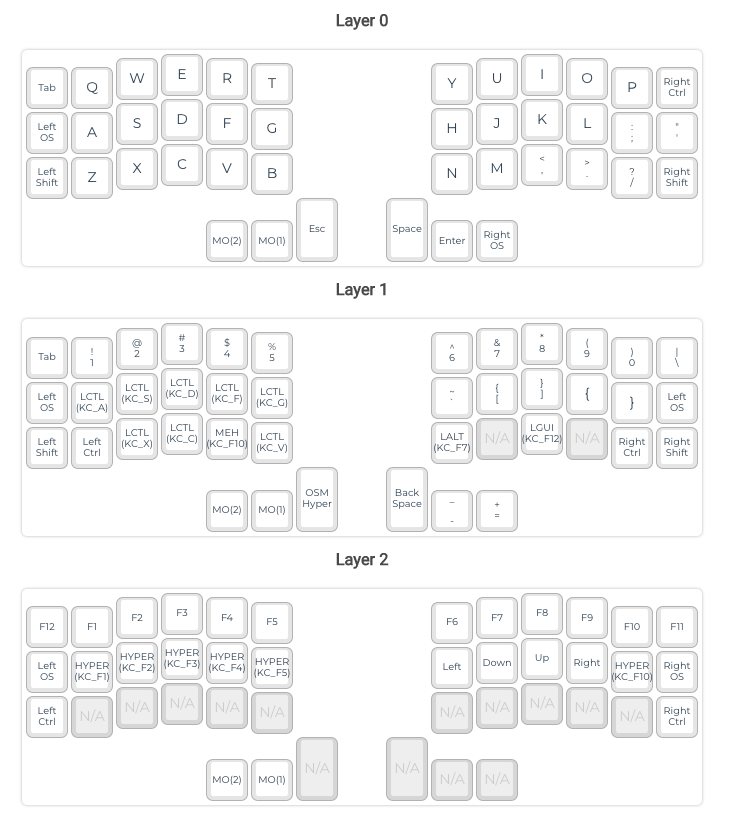 Layer 0
Tab Q W E R T Y U I O P Right Ctrl
Left OS A S D F G H J K L : ; " '
Left Shift Z X C V B N M < , > . ? / Right Shift
MO(2) MO(1) Esc Space Enter Right OS
Layer 1
Tab ! 1 @ 2 # 3 $ 4 % 5 ^ 6 & 7 * 8 ( 9 ) 0 | \
Left OS LCTL (KC_A) LCTL (KC_S) LCTL (KC_D) LCTL (KC_F) LCTL (KC_G) ~ ` { [ } ] { } Left OS
Left Shift Left Ctrl LCTL (KC_X) LCTL (KC_C) MEH (KC_F10) LCTL (KC_V) LALT (KC_F7) N/A LGUI (KC_F12) N/A Right Ctrl Right Shift
MO(2) MO(1) OSM Hyper Back Space _ - + =
Layer 2
F12 F1 F2 F3 F4 F5 F6 F7 F8 F9 F10 F11
Left OS HYPER (KC_F1) HYPER (KC_F2) HYPER (KC_F3) HYPER (KC_F4) HYPER (KC_F5) Left Down Up Right HYPER (KC_F10) Right OS
Left Ctrl N/A N/A N/A N/A N/A N/A N/A N/A N/A N/A Right Ctrl
MO(2) MO(1) N/A N/A N/A N/A